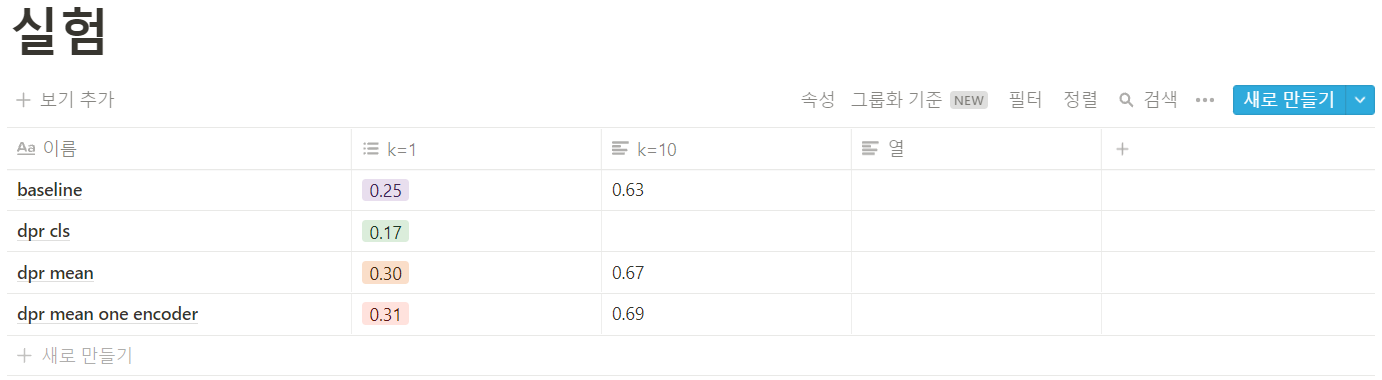 실험
보기 추가 속성 그룹화 기준 NEW 필터 정렬 검색 ••• 새로 만들기
Aa 이름 k=1 k=10 열
baseline 0.25 0.63
dpr cls 0.17
dpr mean 0.30 0.67
dpr mean one encoder 0.31 0.69
새로 만들기